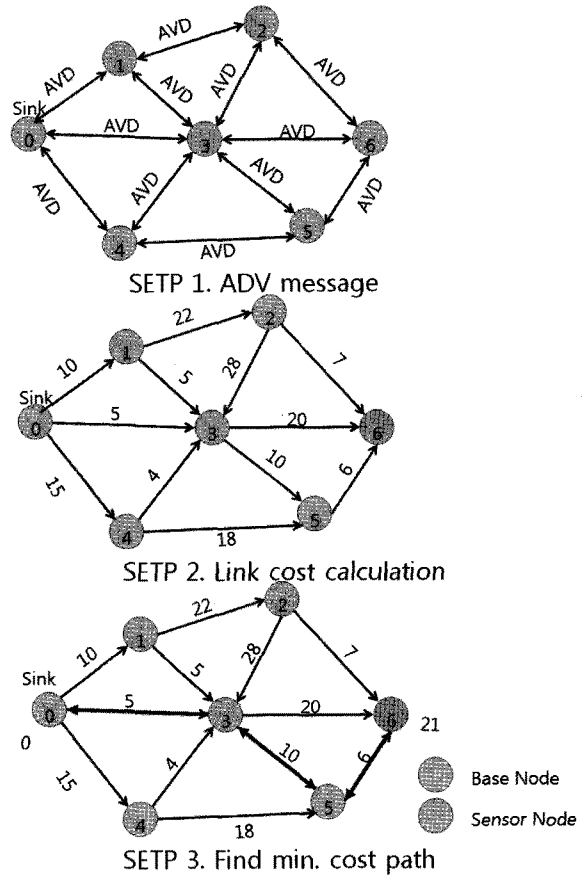 2
AVD
1
AVD
AVD
AVD
AVD
Sink
0
AVD
3
AVD
6
AVD
AVD
AVD
AVD
5
4
AVD
SETP 1. ADV message
22
2
1
10
5
28
7
Sink
0
5
3
20
6
15
4
10
6
5
4
18
SETP 2. Link cost calculation
22
2
1
10
5
28
7
Sink
0
5
3
20
6
21
0
15
4
10
6
5
4
18
Base Node
Sensor Node
SETP 3. Find min. cost path